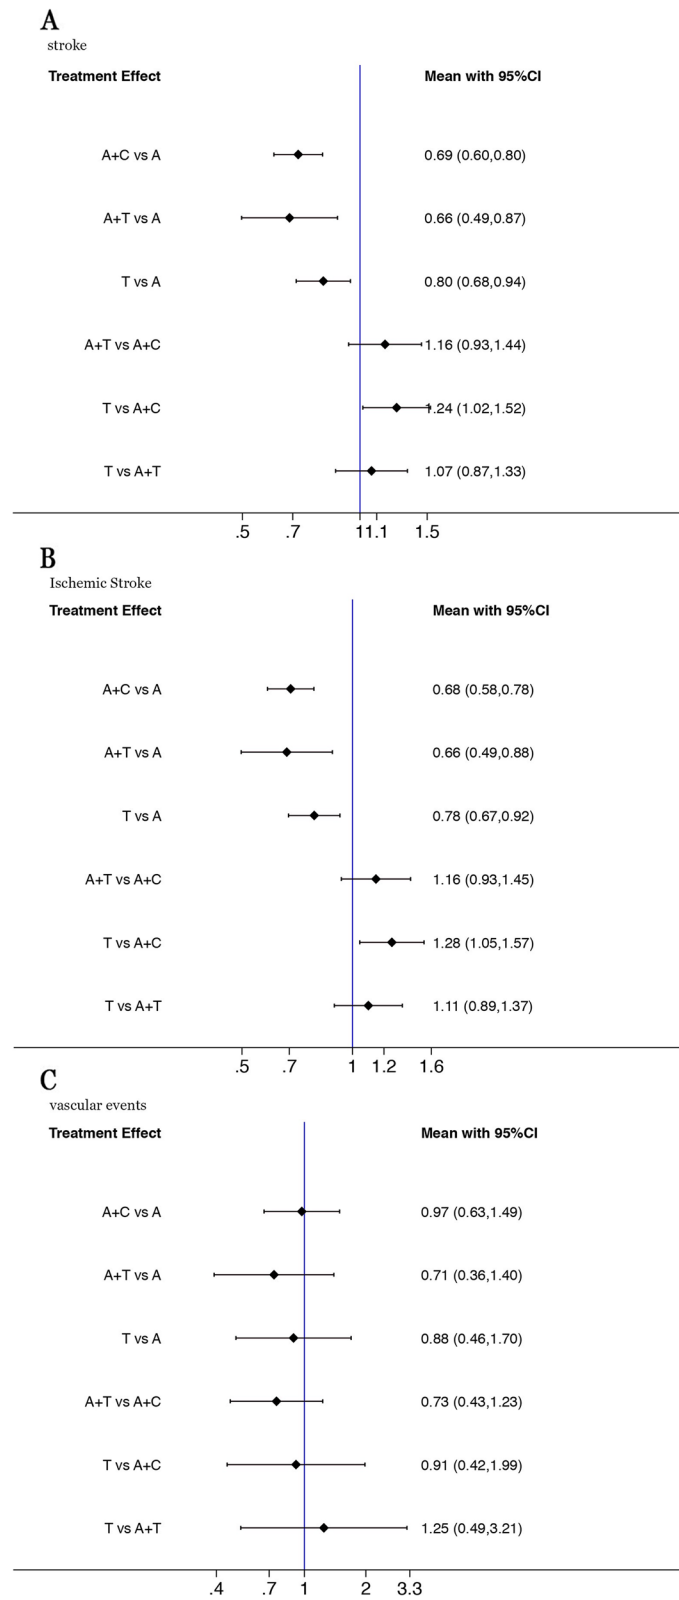 A
stroke
Treatment Effect Mean with 95%CI
A+C vs A 0.69 (0.60,0.80)
A+T vs A 0.66 (0.49,0.87)
T vs A 0.80 (0.68,0.94)
A+T vs A+C 1.16 (0.93,1.44)
T vs A+C 1.24 (1.02,1.52)
T vs A+T 1.07 (0.87,1.33)
.5 .7 1 1.1 1.5
B
Ischemic Stroke
Treatment Effect Mean with 95%CI
A+C vs A 0.68 (0.58,0.78)
A+T vs A 0.66 (0.49,0.88)
T vs A 0.78 (0.67,0.92)
A+T vs A+C 1.16 (0.93,1.45)
T vs A+C 1.28 (1.05,1.57)
T vs A+T 1.11 (0.89,1.37)
.5 .7 1 1.2 1.6
C
vascular events
Treatment Effect Mean with 95%CI
A+C vs A 0.97 (0.63,1.49)
A+T vs A 0.71 (0.36,1.40)
T vs A 0.88 (0.46,1.70)
A+T vs A+C 0.73 (0.43,1.23)
T vs A+C 0.91 (0.42,1.99)
T vs A+T 1.25 (0.49,3.21)
.4 .7 1 2 3.3